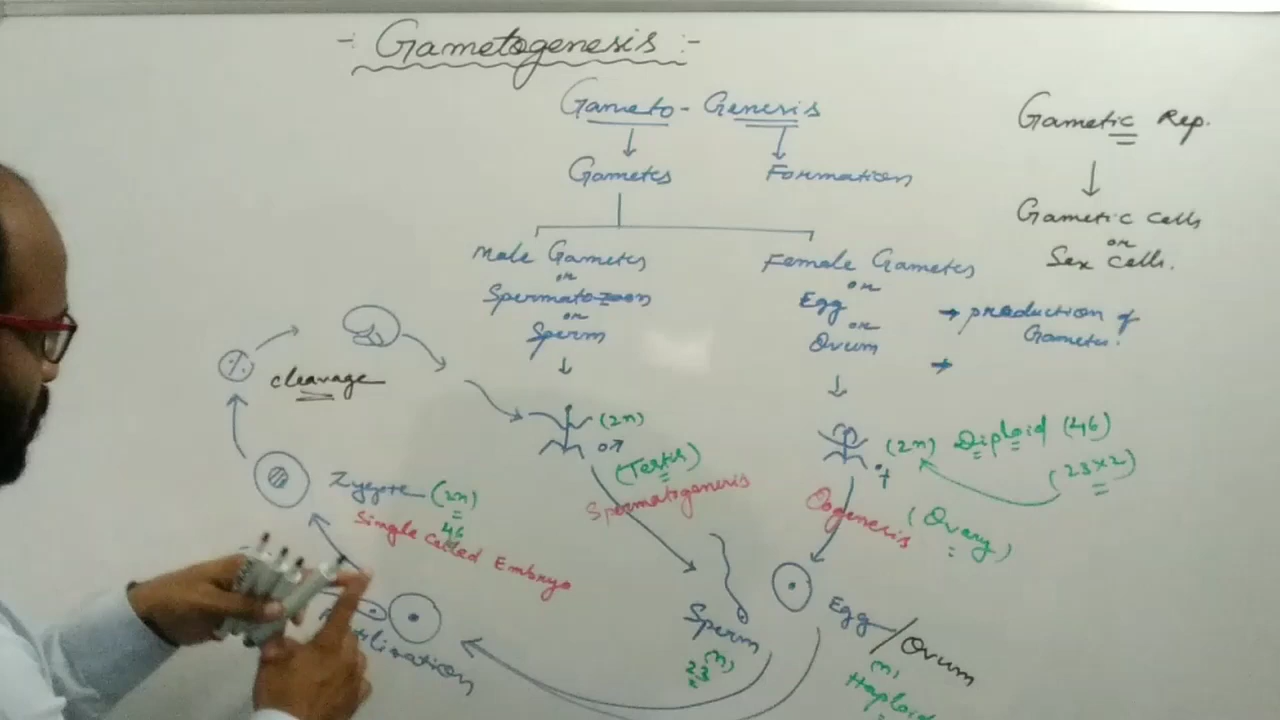 -: Gametogenesis :-
Gameto - Genesis
Gametes
Formation
Gametic Rep.
Gametic cells
or
Sex cells.
Male Gametes
or
Spermatozoon
or
Sperm
Female Gametes
or
Egg
or
Ovum
→ production of
Gametes.
→
cleavage
(2n)
♂
(Testis)
Spermatogenesis
(2n) Diploid (46)
(23x2)
♀
Oogenesis
(Ovary)
Zygote (2n)
46
Single Celled Embryo
Sperm
(n)
23
Egg/Ovum
(n)
Haploid